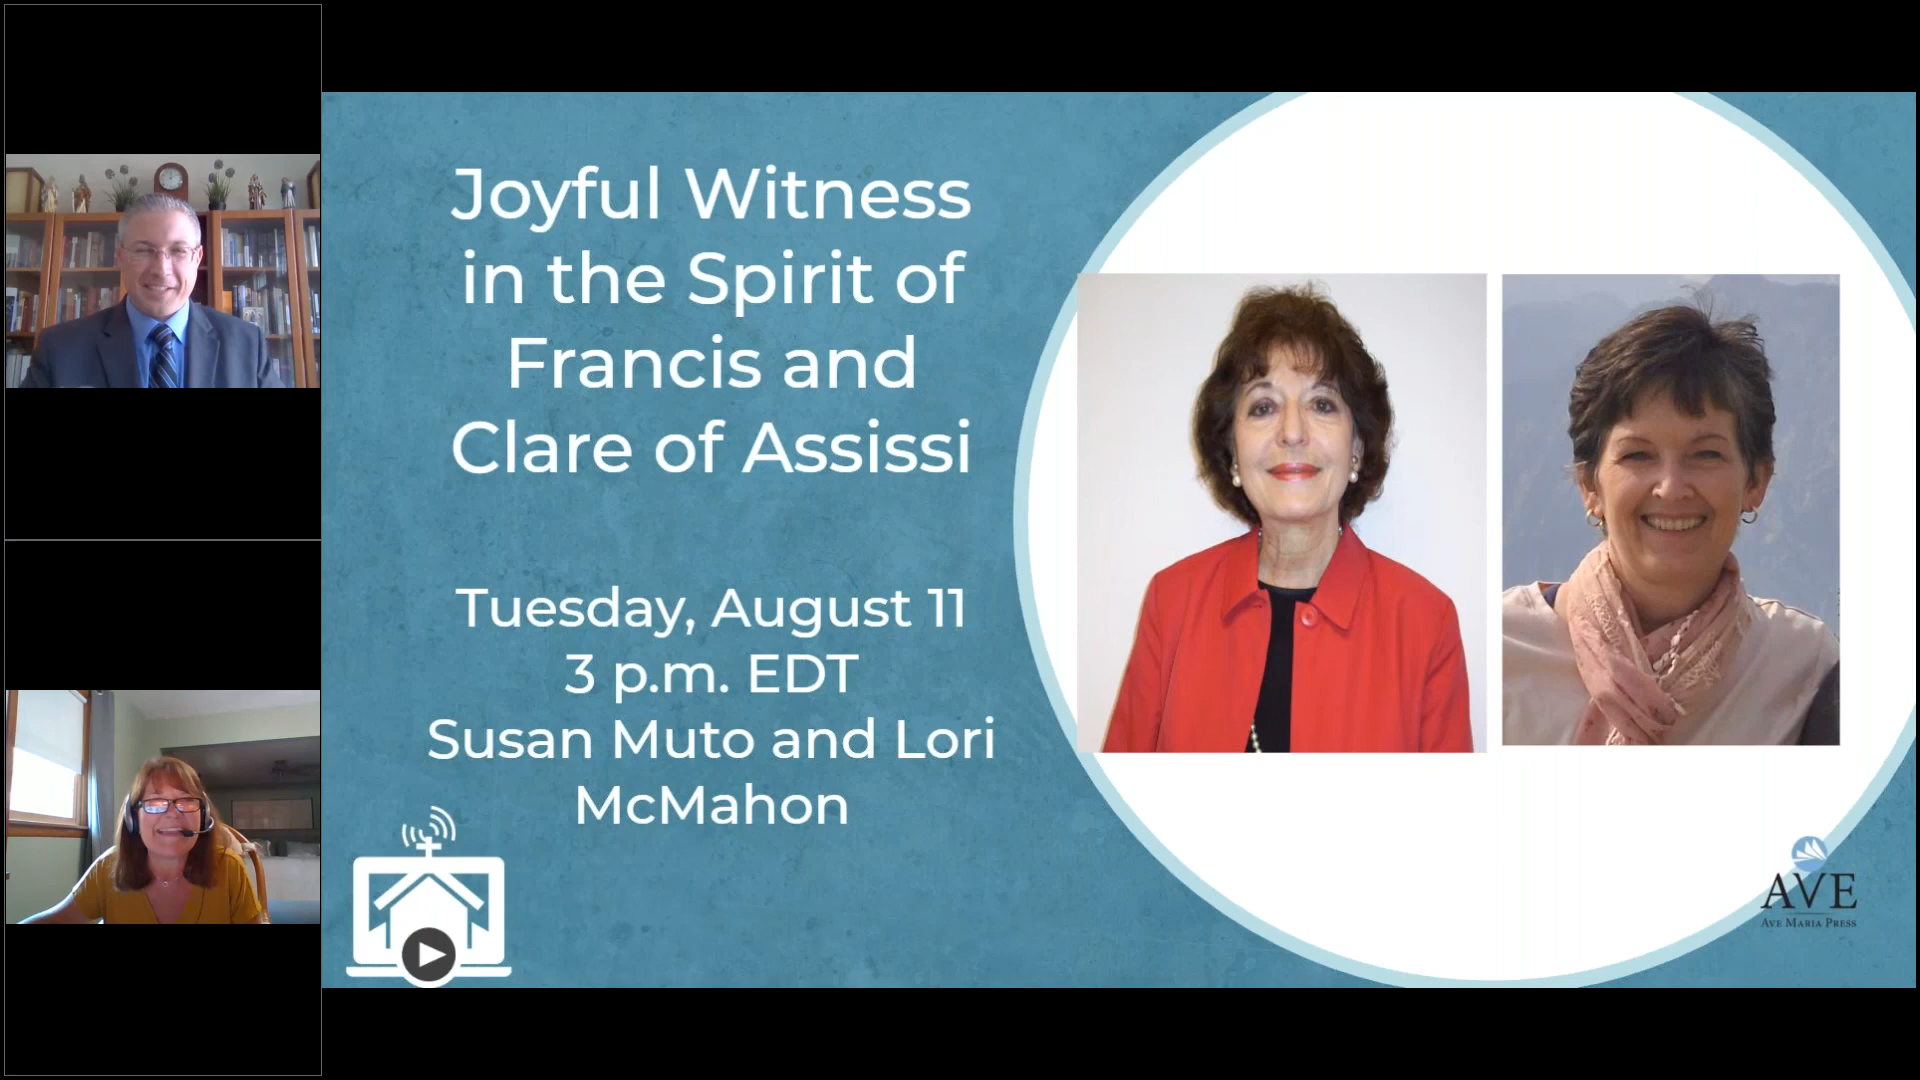 Joyful Witness
in the Spirit of
Francis and
Clare of Assissi
Tuesday, August 11
3 p.m. EDT
Susan Muto and Lori
McMahon
AVE
AVE MARIA PRESS